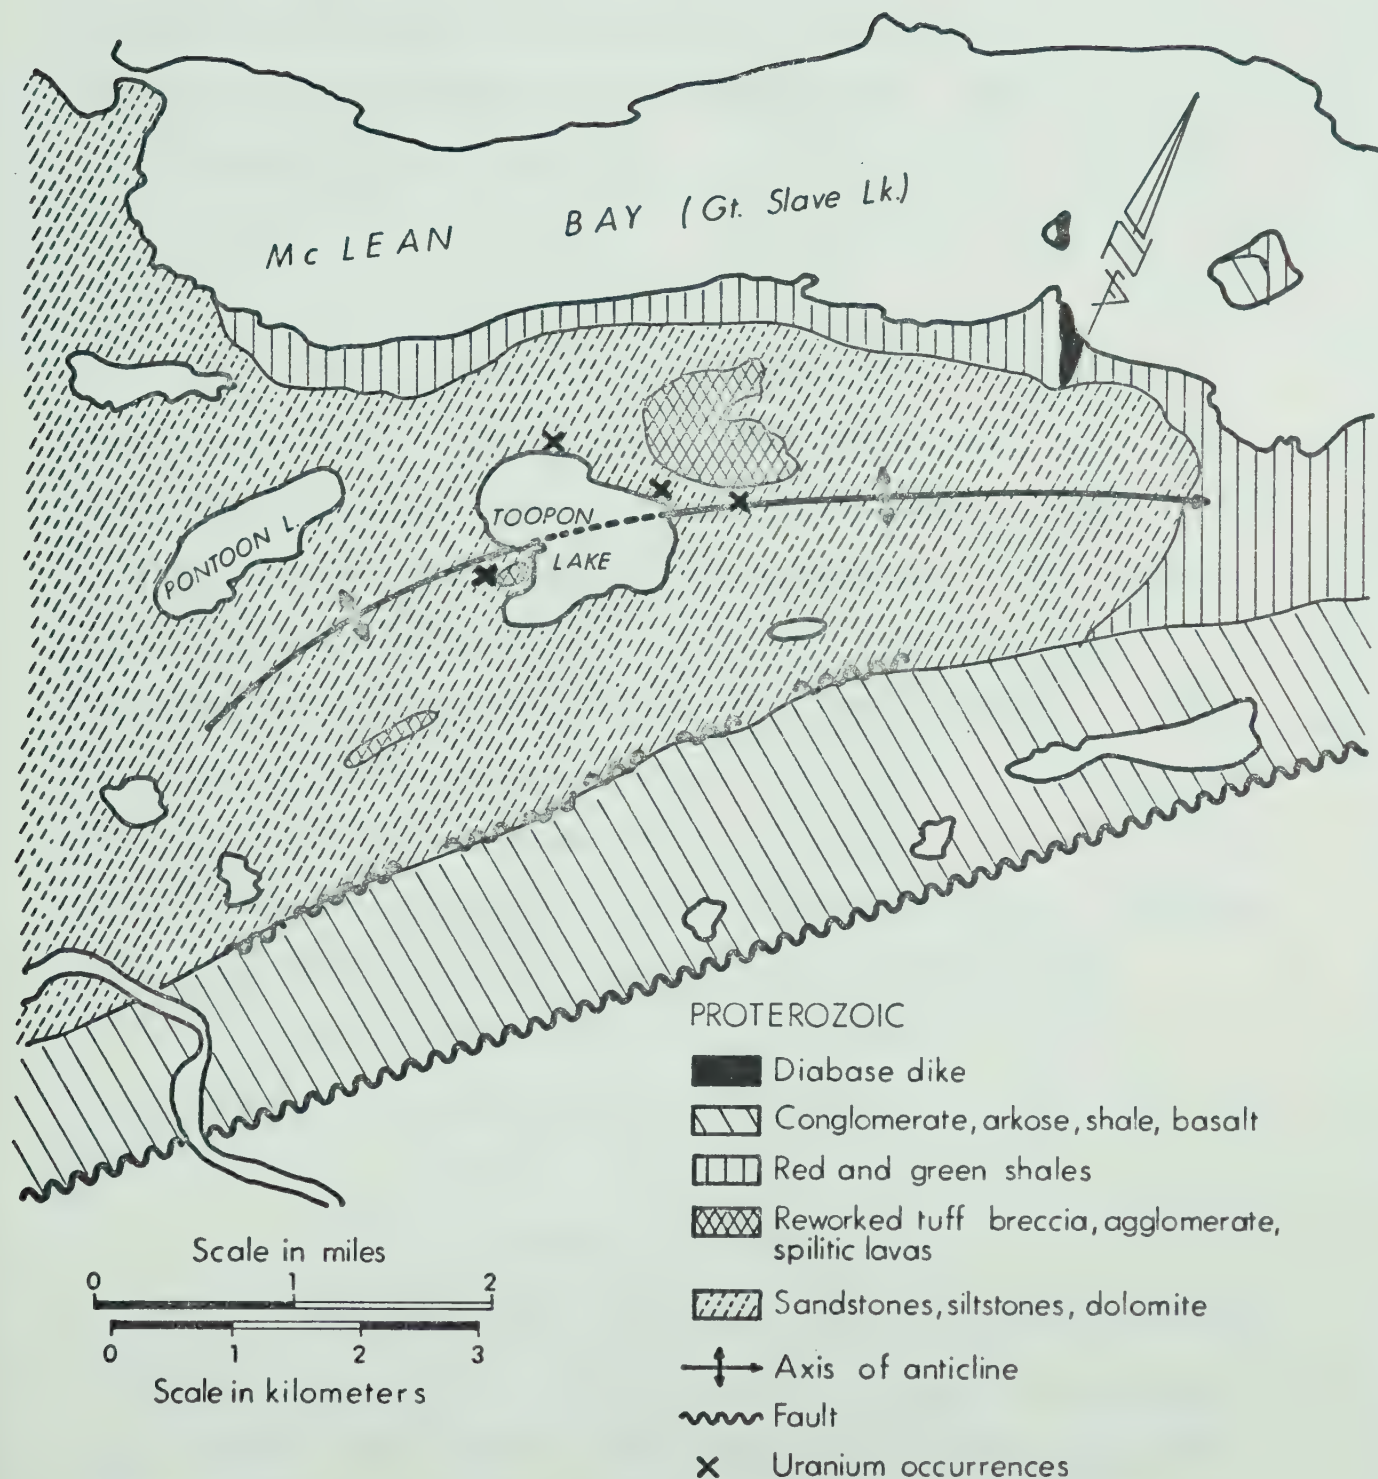 Mc LEAN BAY (Gt. Slave Lk.)
N
PONTOON L.
TOOPON
LAKE
PROTEROZOIC
Diabase dike
Conglomerate, arkose, shale, basalt
Red and green shales
Reworked tuff breccia, agglomerate,
spilitic lavas
Sandstones, siltstones, dolomite
Axis of anticline
Fault
Uranium occurrences
Scale in miles
0 1 2
0 1 2 3
Scale in kilometers